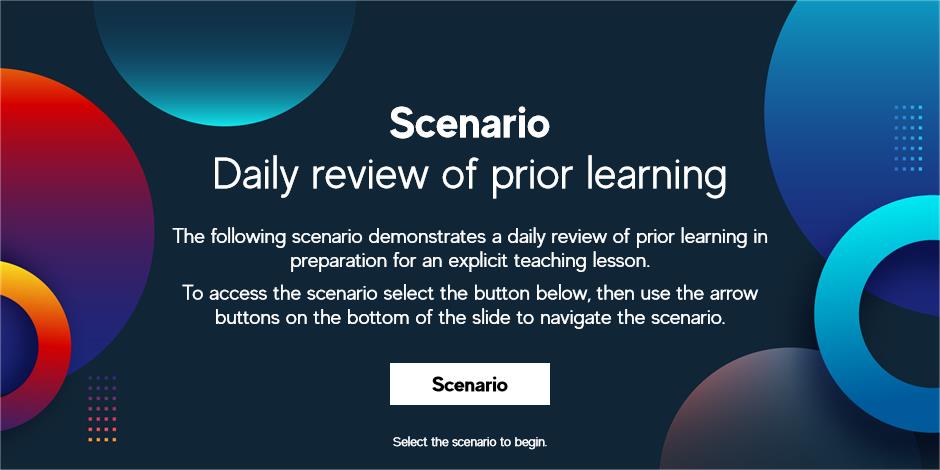 Scenario
Daily review of prior learning
The following scenario demonstrates a daily review of prior learning in
preparation for an explicit teaching lesson.
To access the scenario select the button below, then use the arrow
buttons on the bottom of the slide to navigate the scenario.
Scenario
Select the scenario to begin.